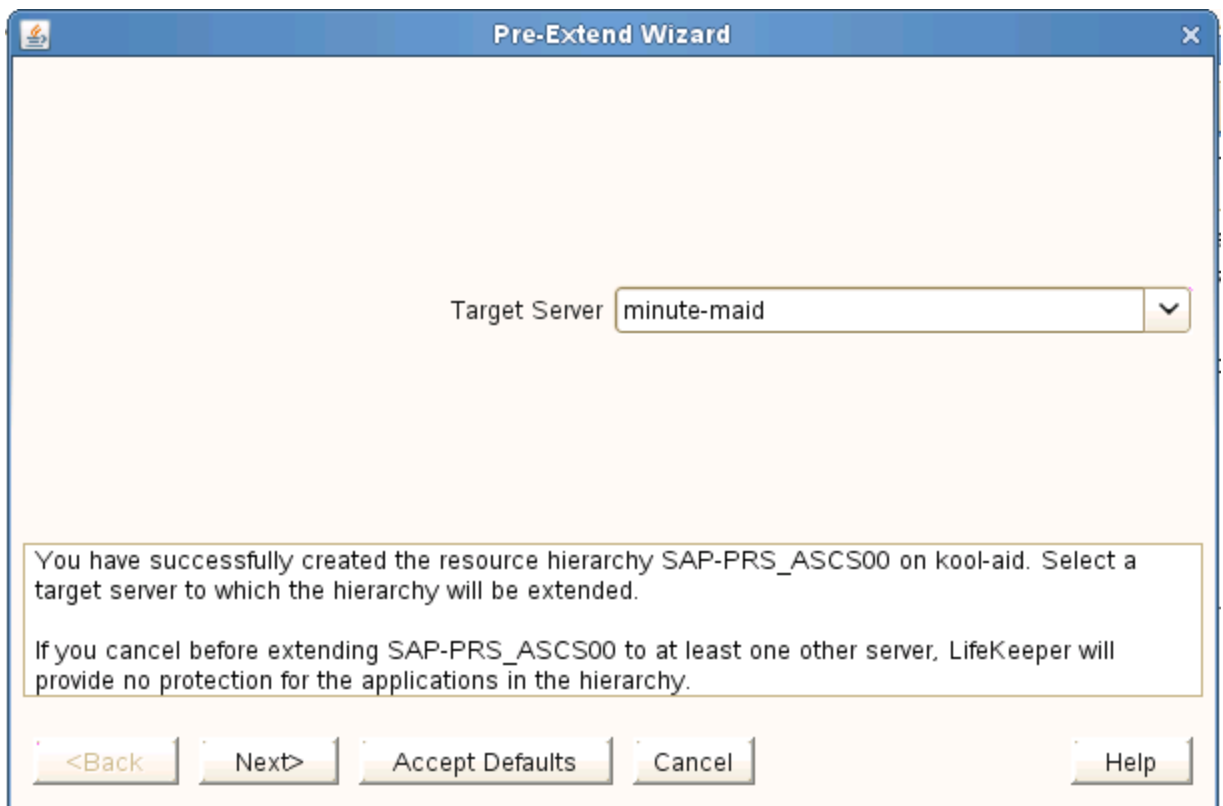 Pre-Extend Wizard
Target Server minute-maid
You have successfully created the resource hierarchy SAP-PRS_ASCS00 on kool-aid. Select a
target server to which the hierarchy will be extended.
If you cancel before extending SAP-PRS_ASCS00 to at least one other server, LifeKeeper will
provide no protection for the applications in the hierarchy.
<Back Next> Accept Defaults Cancel Help